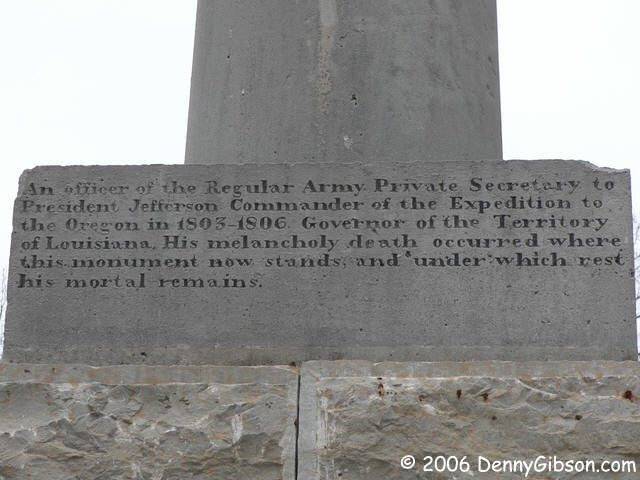 An officer of the Regular Army Private Secretary to
President Jefferson Commander of the Expedition to
the Oregon in 1803-1806. Governor of the Territory
of Louisiana. His melancholy death occurred where
this monument now stands, and under which rest
his mortal remains.
© 2006 DennyGibson.com